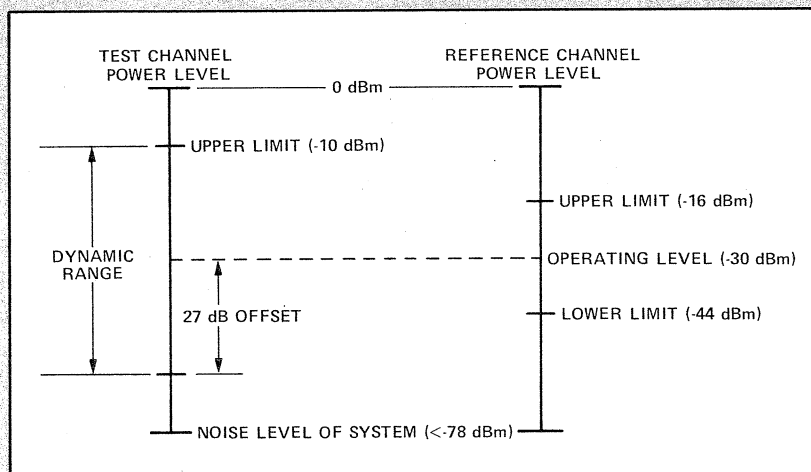 TEST CHANNEL
POWER LEVEL
REFERENCE CHANNEL
POWER LEVEL
0 dBm
UPPER LIMIT (-10 dBm)
UPPER LIMIT (-16 dBm)
DYNAMIC
RANGE
OPERATING LEVEL (-30 dBm)
27 dB OFFSET
LOWER LIMIT (-44 dBm)
NOISE LEVEL OF SYSTEM (<-78 dBm)